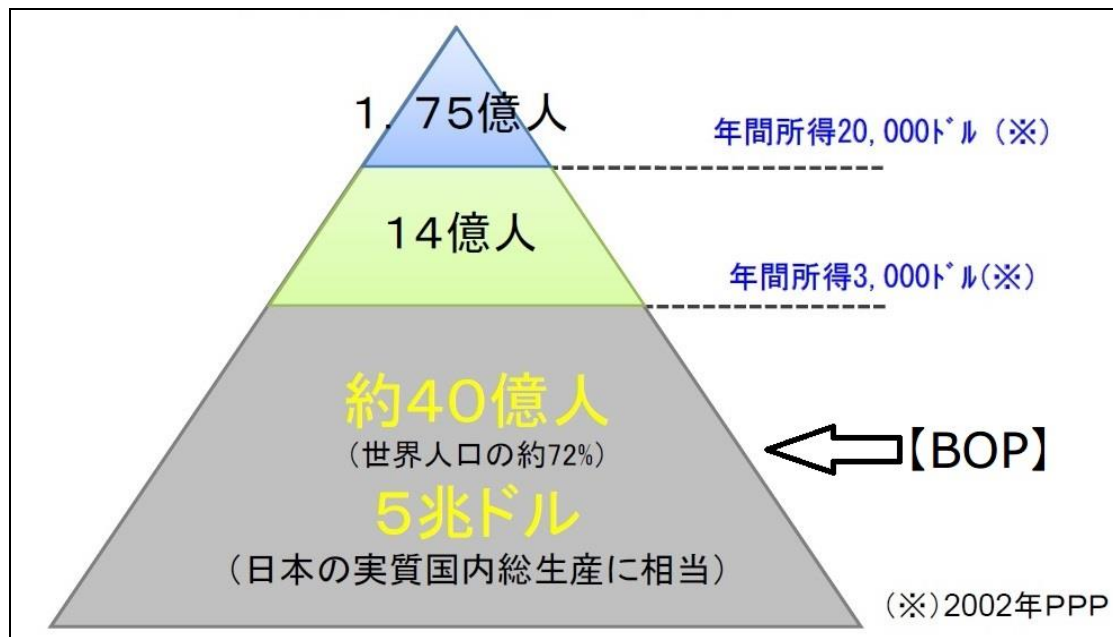 １．75億人
年間所得20,000ﾄﾞﾙ（※）
14億人
年間所得3,000ﾄﾞﾙ(※)
約40億人
（世界人口の約72%）
５兆ドル
（日本の実質国内総生産に相当）
【BOP】
(※)2002年PPP